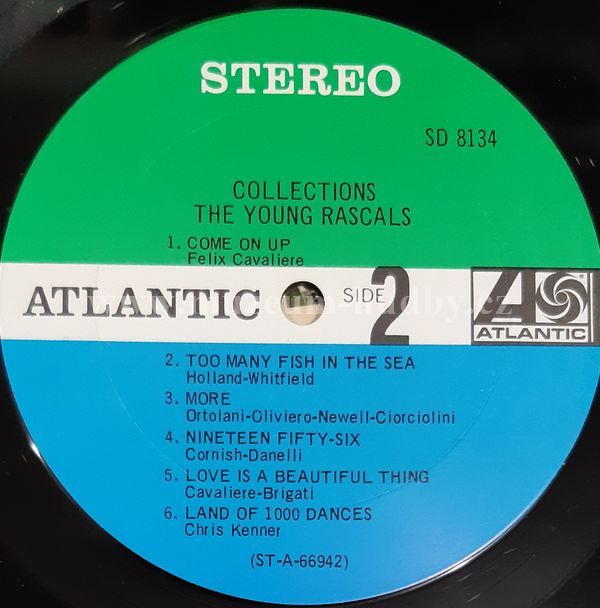 STEREO
SD 8134
COLLECTIONS
THE YOUNG RASCALS
1. COME ON UP
Felix Cavaliere
ATLANTIC SIDE 2
ATLANTIC
2. TOO MANY FISH IN THE SEA
Holland-Whitfield
3. MORE
Ortolani-Oliviero-Newell-Ciorciolini
4. NINETEEN FIFTY-SIX
Cornish-Danelli
5. LOVE IS A BEAUTIFUL THING
Cavaliere-Brigati
6. LAND OF 1000 DANCES
Chris Kenner
(ST-A-66942)